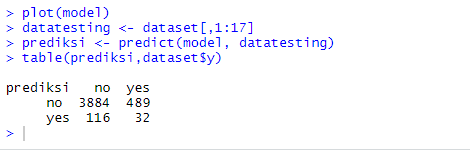 > plot(model)
> datatesting <- dataset[,1:17]
> prediksi <- predict(model, datatesting)
> table(prediksi,dataset$y)
prediksi   no  yes
     no  3884  489
     yes  116   32
>